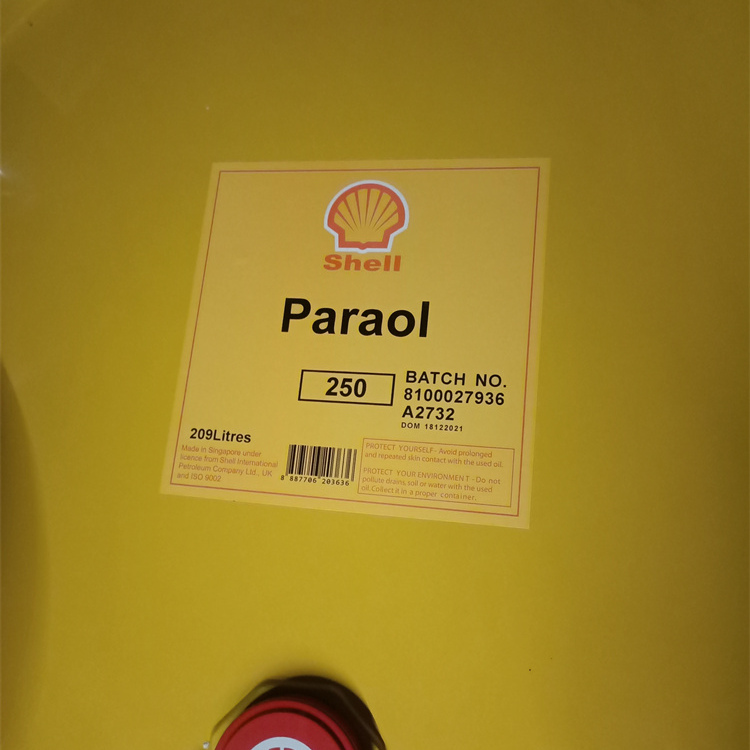 Shell
Paraol
250
BATCH NO.
8100027936
A2732
DOM 18122021
209Litres
Made in Singapore under
licence from Shell International
Petroleum Company Ltd., UK
and ISO 9002
8 887706 203636
PROTECT YOURSELF- Avoid prolonged
and repeated skin contact with the used oil.
PROTECT YOUR ENVIRONMENT - Do not
pollute drains, soil or water with the used
oil.Collect it in a proper container.